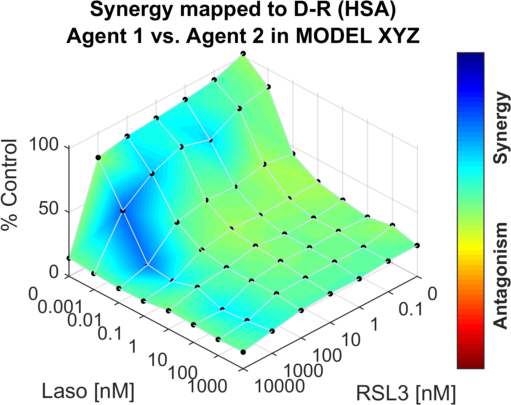 Synergy mapped to D-R (HSA)
Agent 1 vs. Agent 2 in MODEL XYZ
% Control
100
50
0
0
0.001
0.01
0.1
1
10
100
1000
Laso [nM]
0
0.1
1
10
100
1000
10000
RSL3 [nM]
Synergy
Antagonism